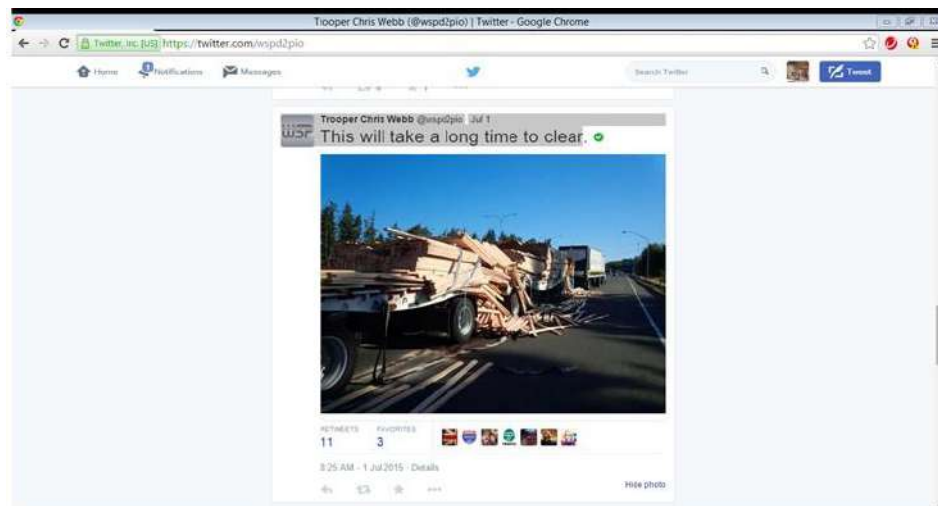 Trooper Chris Webb (@wspd2pio) | Twitter - Google Chrome
Twitter, Inc. [US] https://twitter.com/wspd2pio
Home Notifications Messages Search Twitter Tweet
WSP Trooper Chris Webb @wspd2pio Jul 1
This will take a long time to clear.
RETWEETS FAVORITES
11 3
8:25 AM - 1 Jul 2015 · Details
Hide photo